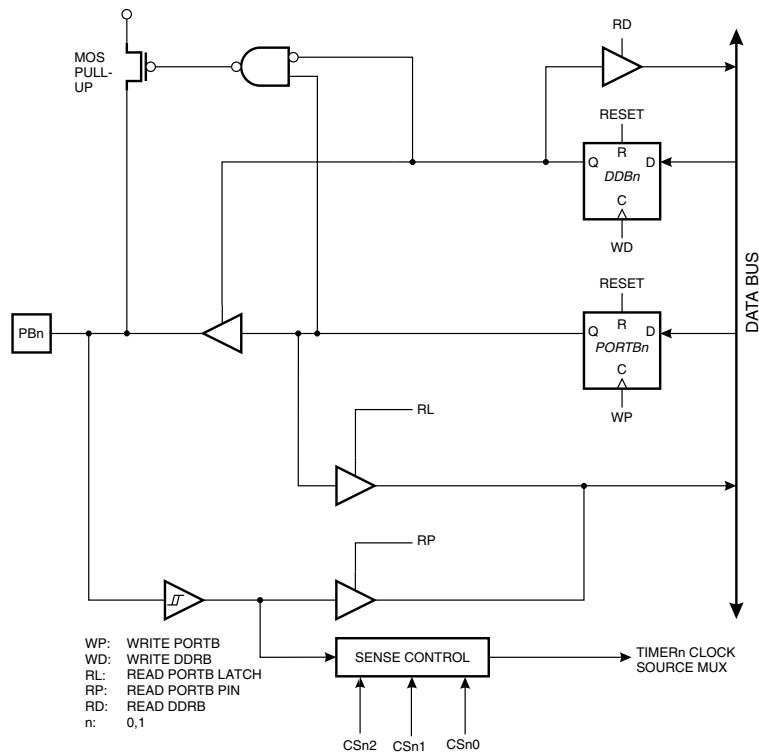 RD
MOS
PULL-
UP
RESET
R
Q
D
DDBn
C
WD
DATA BUS
RESET
PBn
R
Q
D
PORTBn
C
WP
RL
RP
WP: WRITE PORTB
WD: WRITE DDRB
RL: READ PORTB LATCH
RP: READ PORTB PIN
RD: READ DDRB
n: 0,1
SENSE CONTROL
TIMERn CLOCK
SOURCE MUX
CSn2
CSn1
CSn0